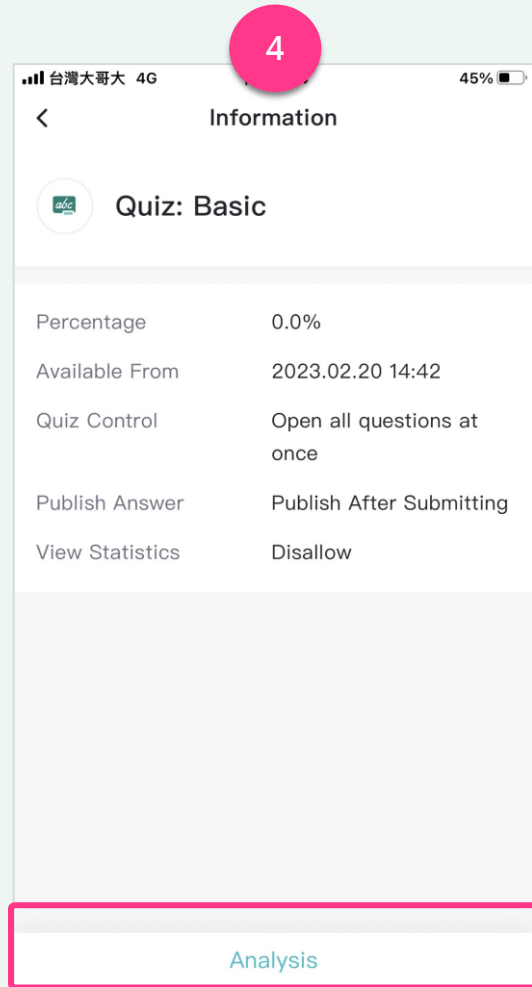 4
台灣大哥大 4G
45%
Information
abc
Quiz: Basic
Percentage 0.0%
Available From 2023.02.20 14:42
Quiz Control Open all questions at
once
Publish Answer Publish After Submitting
View Statistics Disallow
Analysis